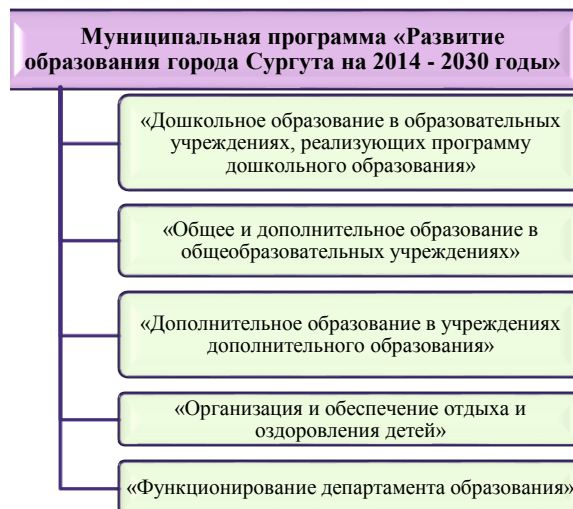 Муниципальная программа «Развитие
образования города Сургута на 2014 - 2030 годы»
«Дошкольное образование в образовательных
учреждениях, реализующих программу
дошкольного образования»
«Общее и дополнительное образование в
общеобразовательных учреждениях»
«Дополнительное образование в учреждениях
дополнительного образования»
«Организация и обеспечение отдыха и
оздоровления детей»
«Функционирование департамента образования»